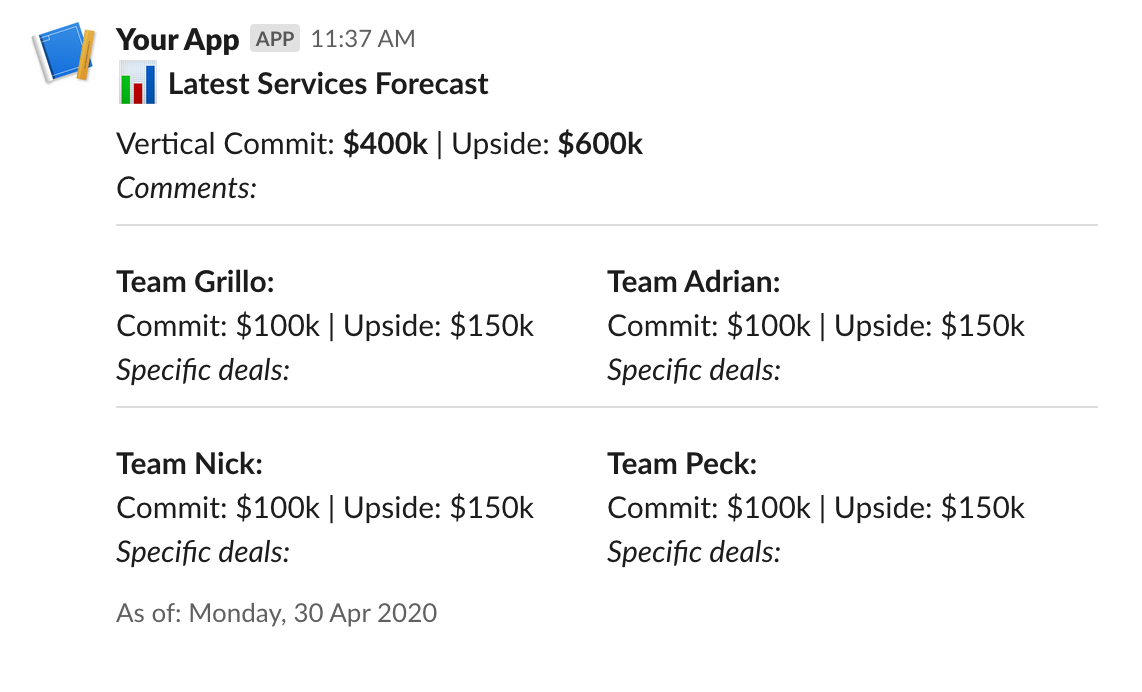 Your App APP 11:37 AM
Latest Services Forecast
Vertical Commit: $400k | Upside: $600k
Comments:
Team Grillo:
Commit: $100k | Upside: $150k
Specific deals:
Team Adrian:
Commit: $100k | Upside: $150k
Specific deals:
Team Nick:
Commit: $100k | Upside: $150k
Specific deals:
Team Peck:
Commit: $100k | Upside: $150k
Specific deals:
As of: Monday, 30 Apr 2020